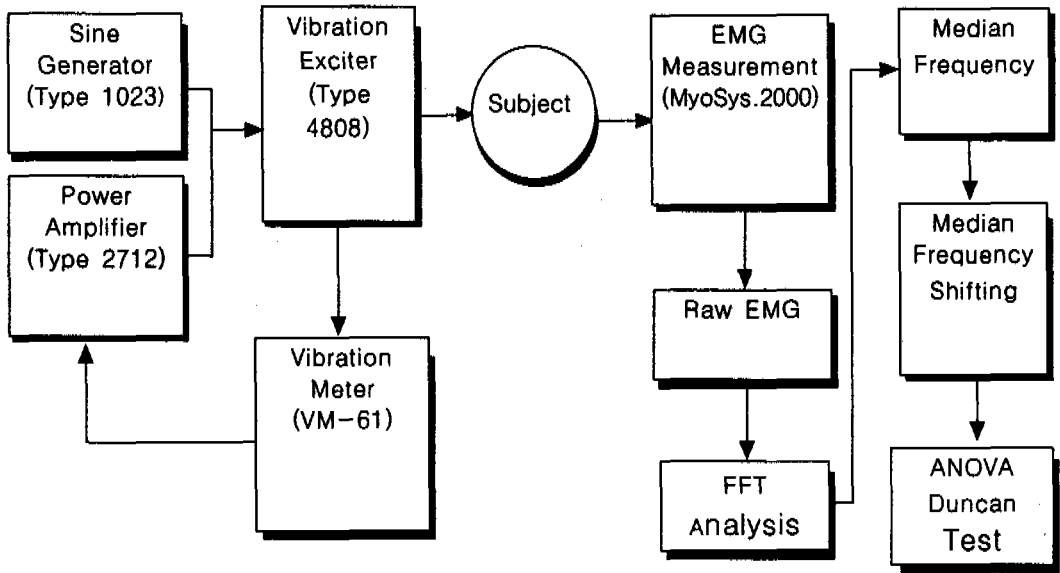 Sine
Generator
(Type 1023)
Power
Amplifier
(Type 2712)
Vibration
Exciter
(Type
4808)
Vibration
Meter
(VM-61)
Subject
EMG
Measurement
(MyoSys.2000)
Raw EMG
FFT
Analysis
Median
Frequency
Median
Frequency
Shifting
ANOVA
Duncan
Test